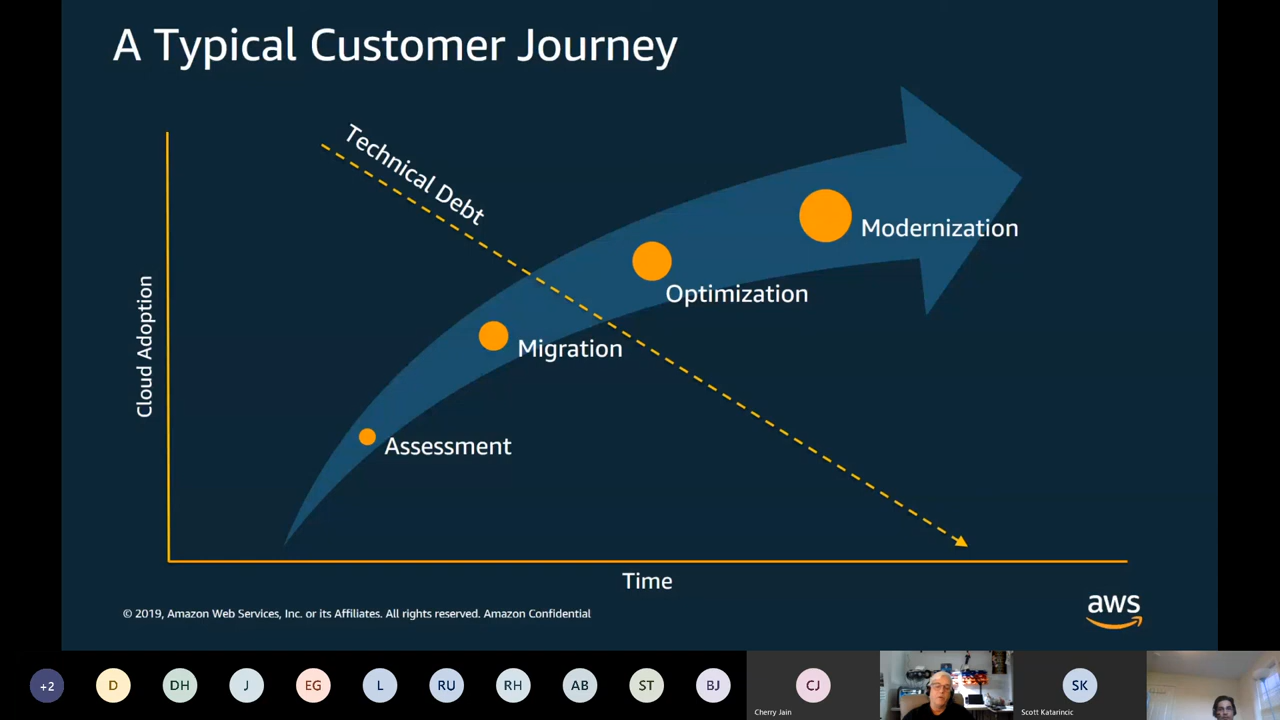 A Typical Customer Journey
Technical Debt
Modernization
Optimization
Migration
Assessment
Cloud Adoption
Time
© 2019, Amazon Web Services, Inc. or its Affiliates. All rights reserved. Amazon Confidential
aws
+2
D
DH
J
EG
L
RU
RH
AB
ST
BJ
CJ
SK
Cherry Jain
Scott Katarincic